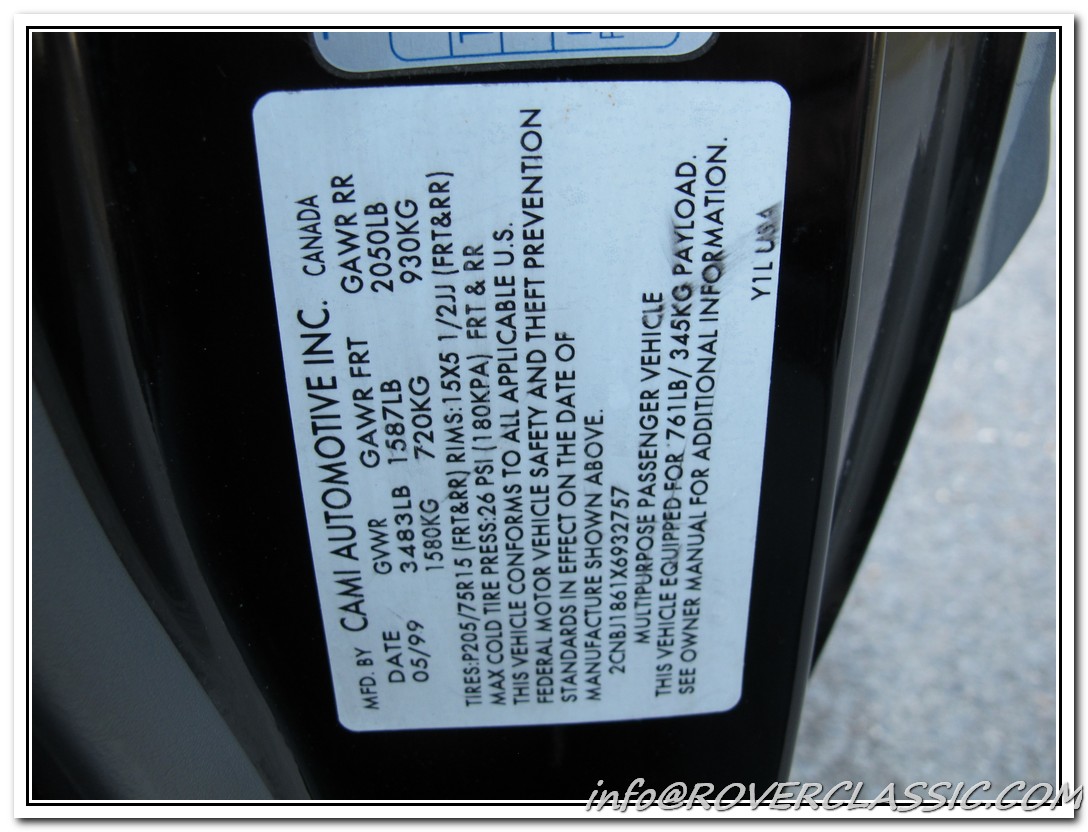 MFD. BY CAMI AUTOMOTIVE INC. CANADA
DATE GVWR GAWR FRT GAWR RR
05/99 3483LB 1587LB 2050LB
1580KG 720KG 930KG
TIRES:P205/75R15 (FRT&RR) RIMS:15X5 1/2JJ (FRT&RR)
MAX COLD TIRE PRESS:26 PSI (180KPA) FRT & RR
THIS VEHICLE CONFORMS TO ALL APPLICABLE U.S.
FEDERAL MOTOR VEHICLE SAFETY AND THEFT PREVENTION
STANDARDS IN EFFECT ON THE DATE OF
MANUFACTURE SHOWN ABOVE.
2CNBJ1861X6932757
MULTIPURPOSE PASSENGER VEHICLE
THIS VEHICLE EQUIPPED FOR 761LB/ 345KG PAYLOAD.
SEE OWNER MANUAL FOR ADDITIONAL INFORMATION.
Y1L USA
info@ROVERCLASSIC.COM